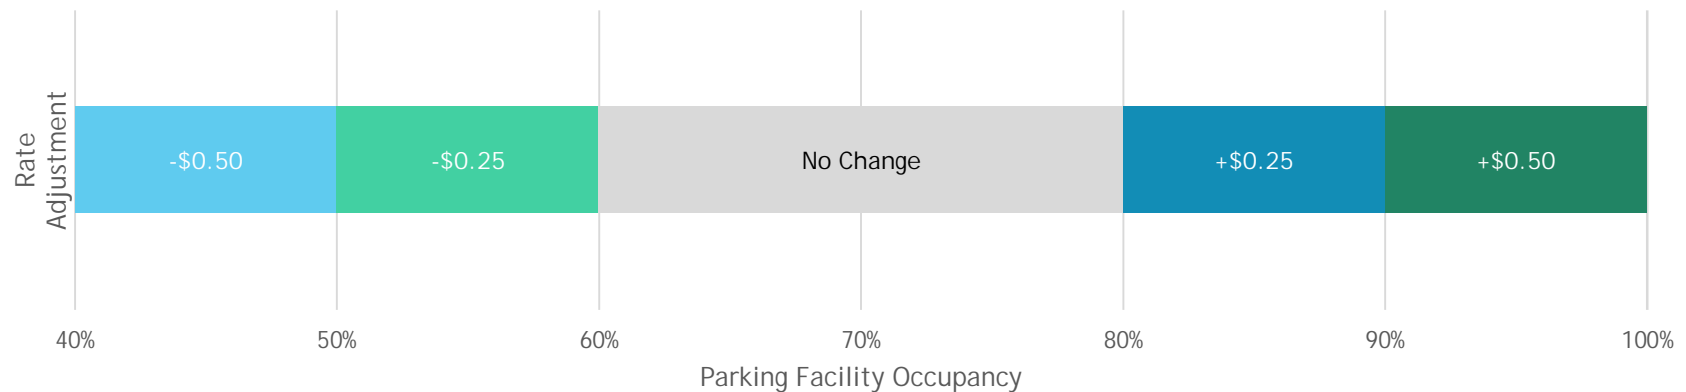 Rate
Adjustment
-$0.50
-$0.25
No Change
+$0.25
+$0.50
40%
50%
60%
70%
80%
90%
100%
Parking Facility Occupancy